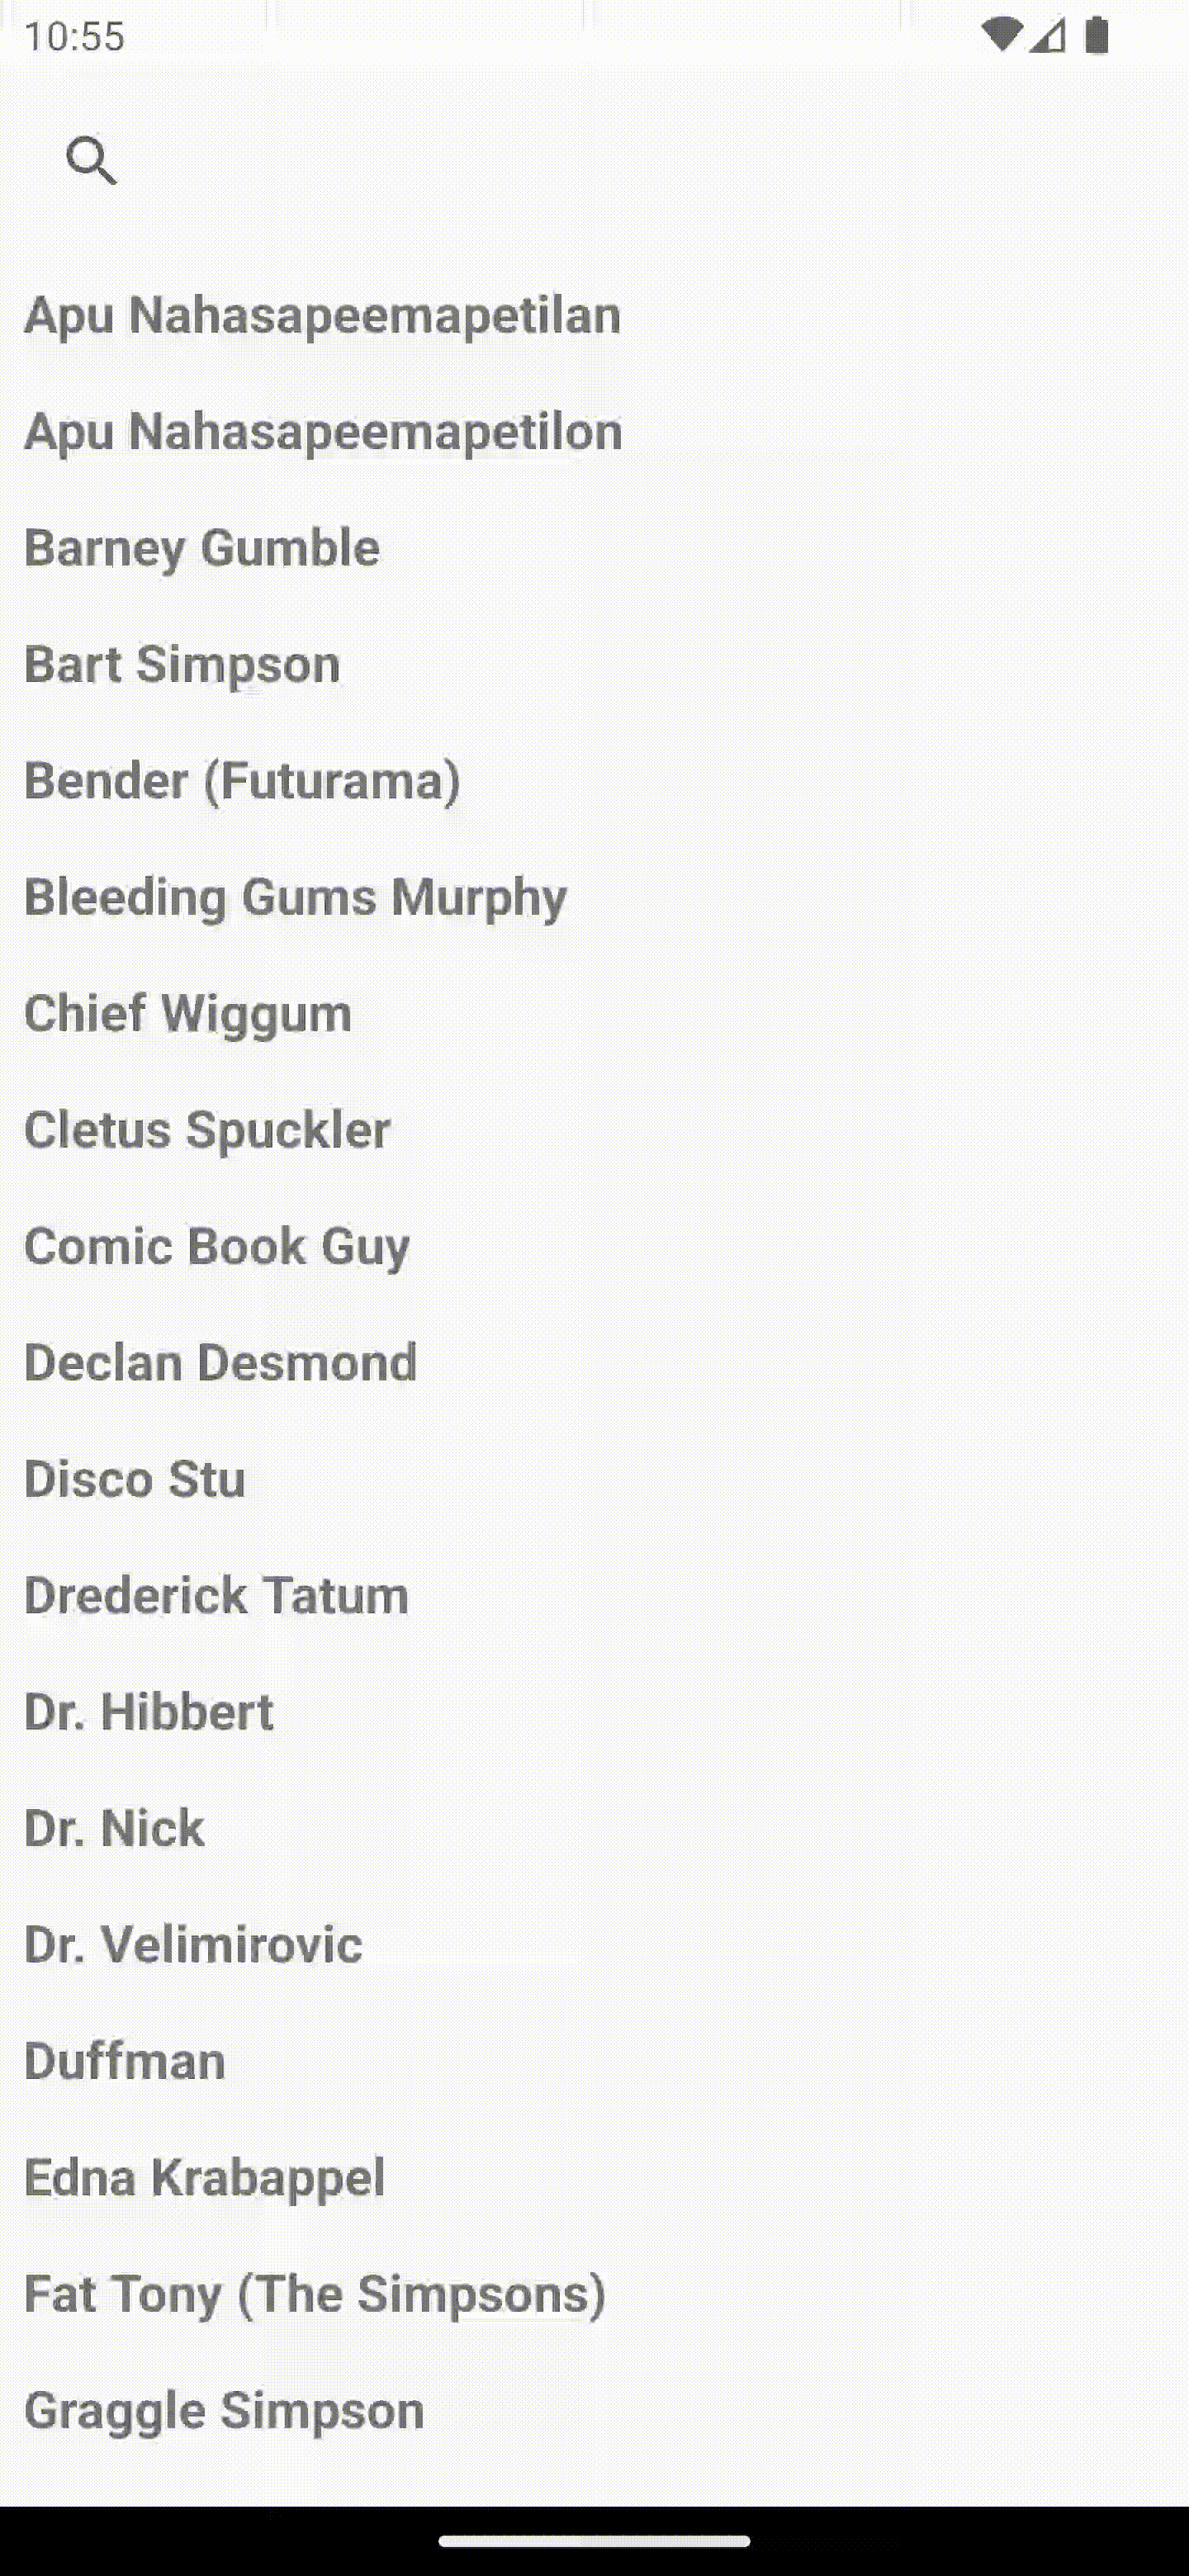 10:55
Apu Nahasapeemapetilan
Apu Nahasapeemapetilon
Barney Gumble
Bart Simpson
Bender (Futurama)
Bleeding Gums Murphy
Chief Wiggum
Cletus Spuckler
Comic Book Guy
Declan Desmond
Disco Stu
Drederick Tatum
Dr. Hibbert
Dr. Nick
Dr. Velimirovic
Duffman
Edna Krabappel
Fat Tony (The Simpsons)
Graggle Simpson